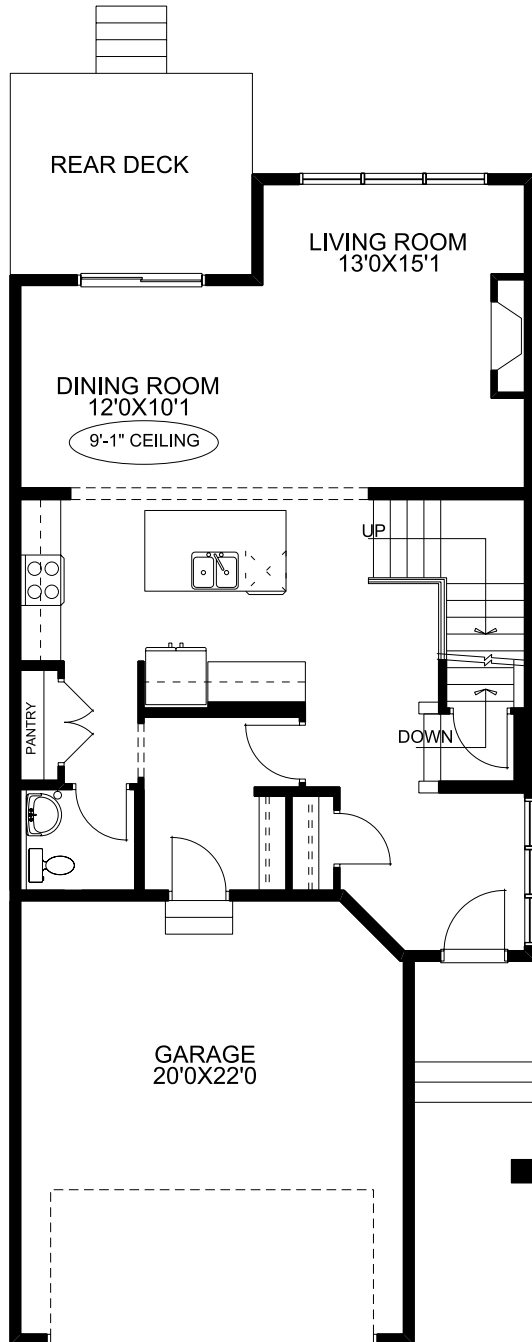 REAR DECK
LIVING ROOM
13'0X15'1
DINING ROOM
12'0X10'1
9'-1" CEILING
UP
PANTRY
DOWN
GARAGE
20'0X22'0